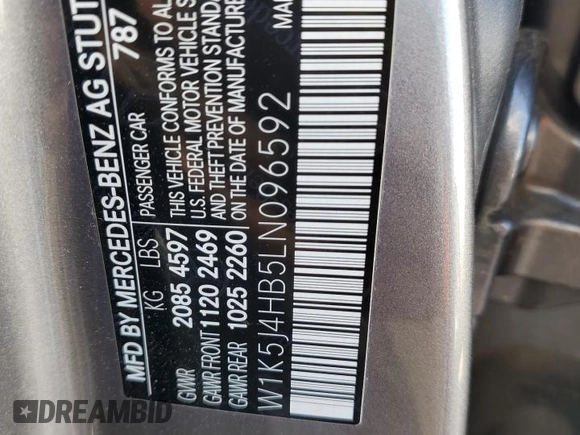 MFD BY MERCEDES-BENZ AG STUT
787
KG LBS PASSENGER CAR
GVWR 2085 4597 THIS VEHICLE CONFORMS TO AL
GAWR FRONT 1120 2469 U.S. FEDERAL MOTOR VEHICLE S
GAWR REAR 1025 2260 AND THEFT PREVENTION STANDA
ON THE DATE OF MANUFACTURE
W1K5J4HB5LN096592
MA
DREAMBID